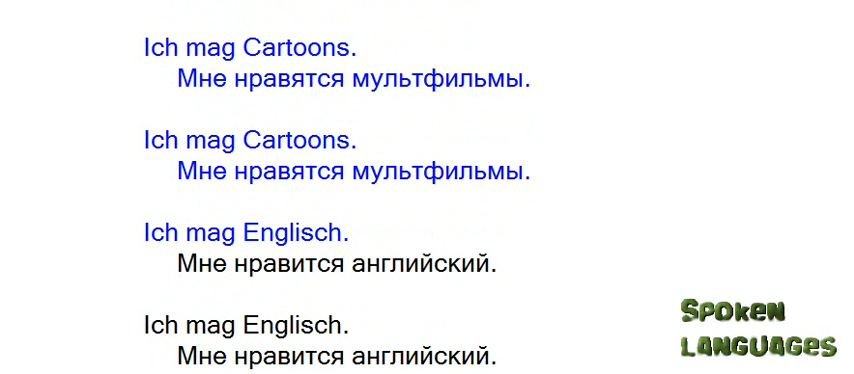 Ich mag Cartoons.
Мне нравятся мультфильмы.
Ich mag Cartoons.
Мне нравятся мультфильмы.
Ich mag Englisch.
Мне нравится английский.
Ich mag Englisch.
Мне нравится английский.
Spoken
Languages